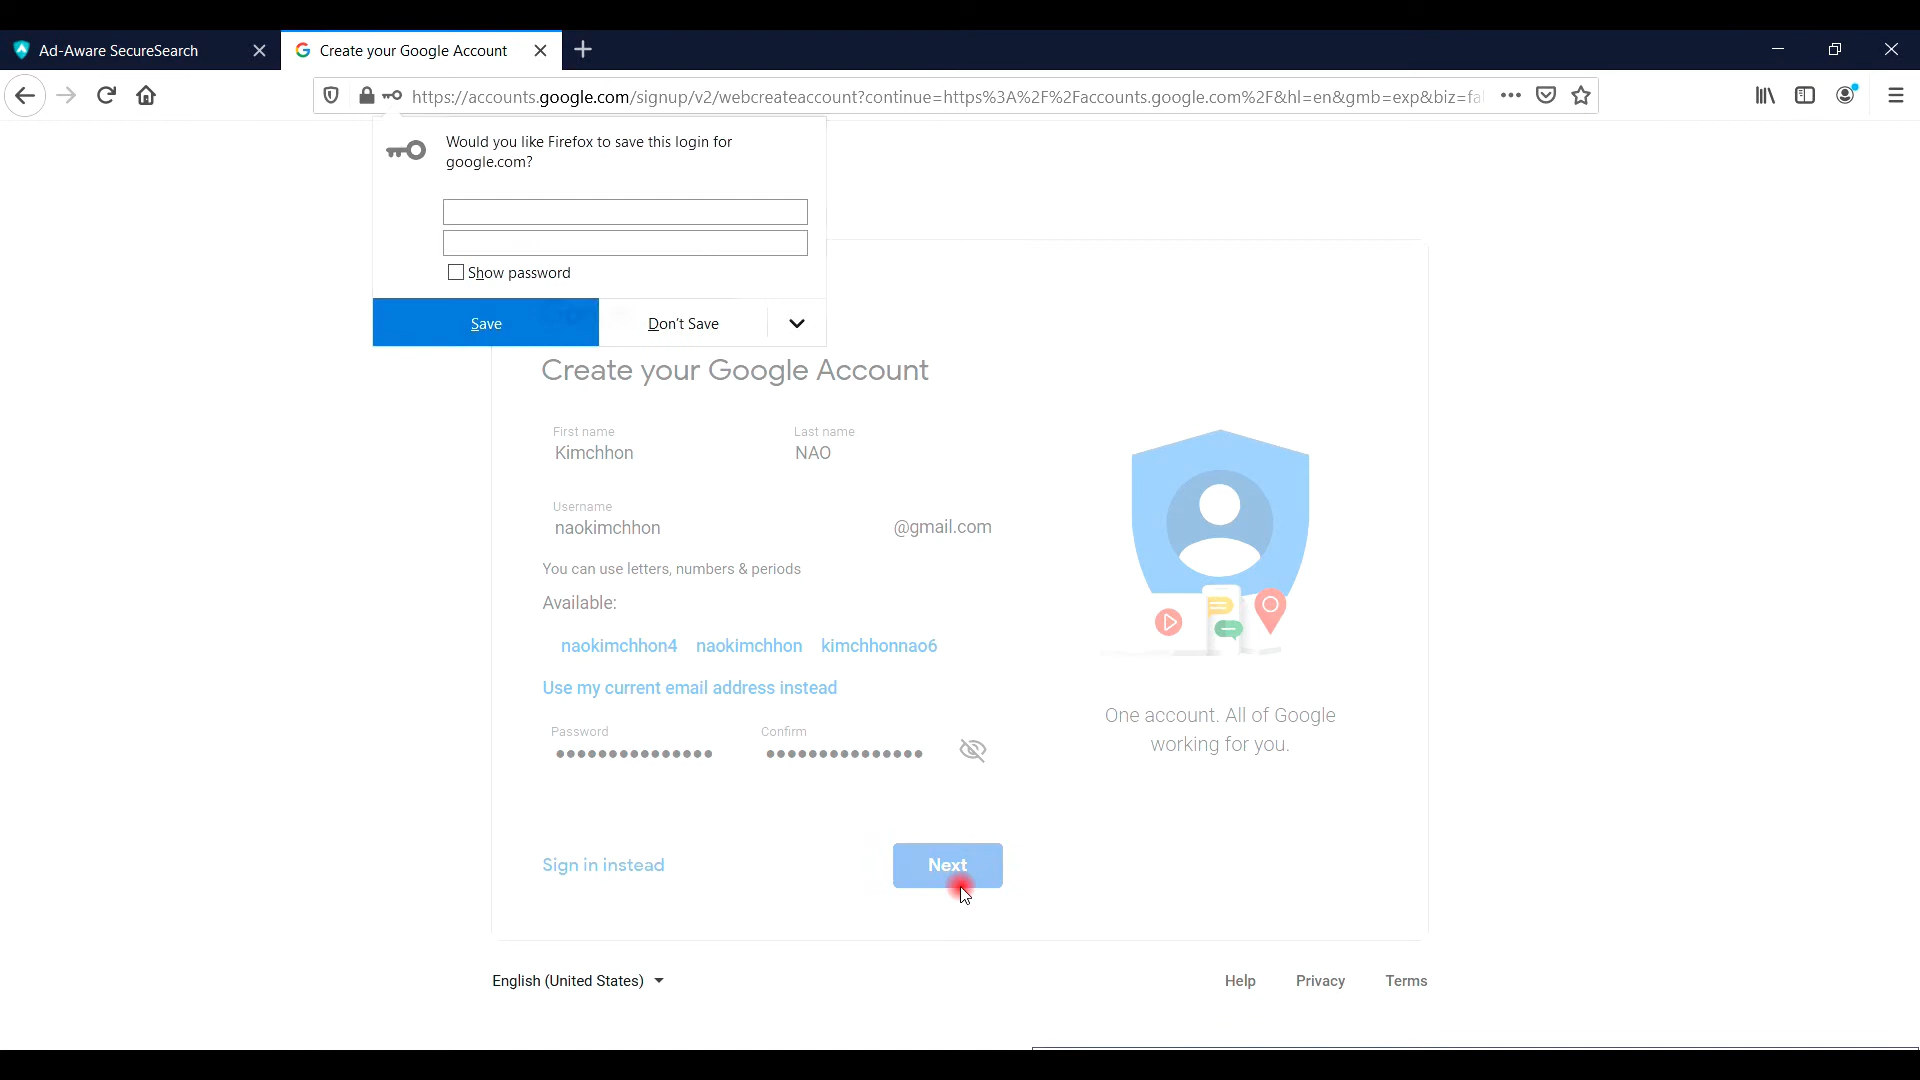 Ad-Aware SecureSearch
Create your Google Account
https://accounts.google.com/signup/v2/webcreateaccount?continue=https%3A%2F%2Faccounts.google.com%2F&hl=en&gmb=exp&biz=fal
Would you like Firefox to save this login for
google.com?
Show password
Save
Don't Save
Create your Google Account
First name
Last name
Kimchhon
NAO
Username
naokimchhon
@gmail.com
You can use letters, numbers & periods
Available:
naokimchhon4 naokimchhon kimchhonnao6
Use my current email address instead
Password
Confirm
One account. All of Google
working for you.
Sign in instead
Next
English (United States)
Help
Privacy
Terms